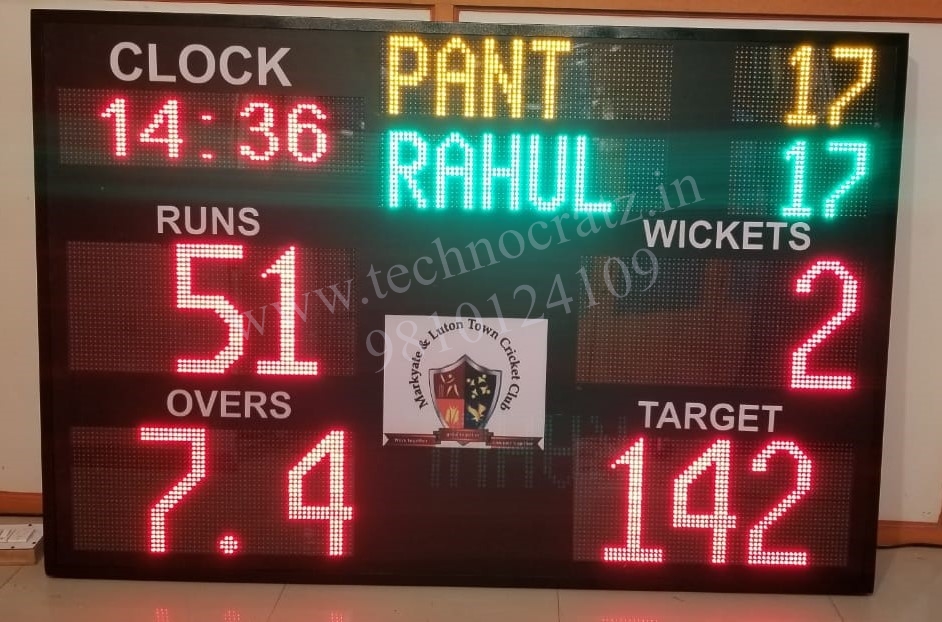 CLOCK
14:36
PANT 17
RAHUL 17
RUNS
51
WICKETS
2
www.technocratz.in
9810124109
Markyate & Luton Town Cricket Club
OVERS
7.4
TARGET
142